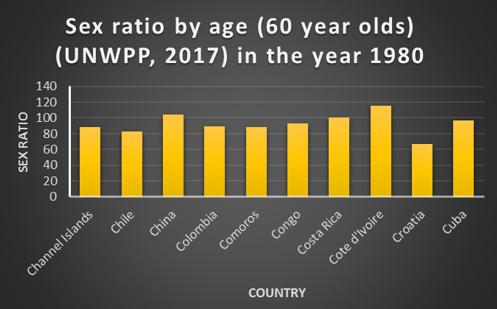 Sex ratio by age (60 year olds)
(UNWPP, 2017) in the year 1980
SEX RATIO
140
120
100
80
60
40
20
0
Channel Islands
Chile
China
Colombia
Comoros
Congo
Costa Rica
Cote d'Ivoire
Croatia
Cuba
COUNTRY